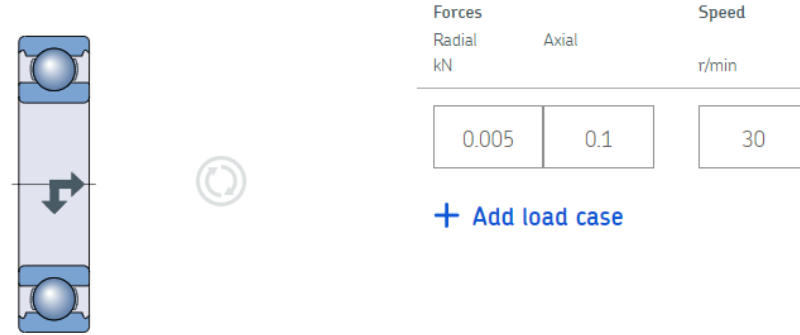 Forces Speed
Radial Axial
kN r/min
0.005 0.1 30
+ Add load case